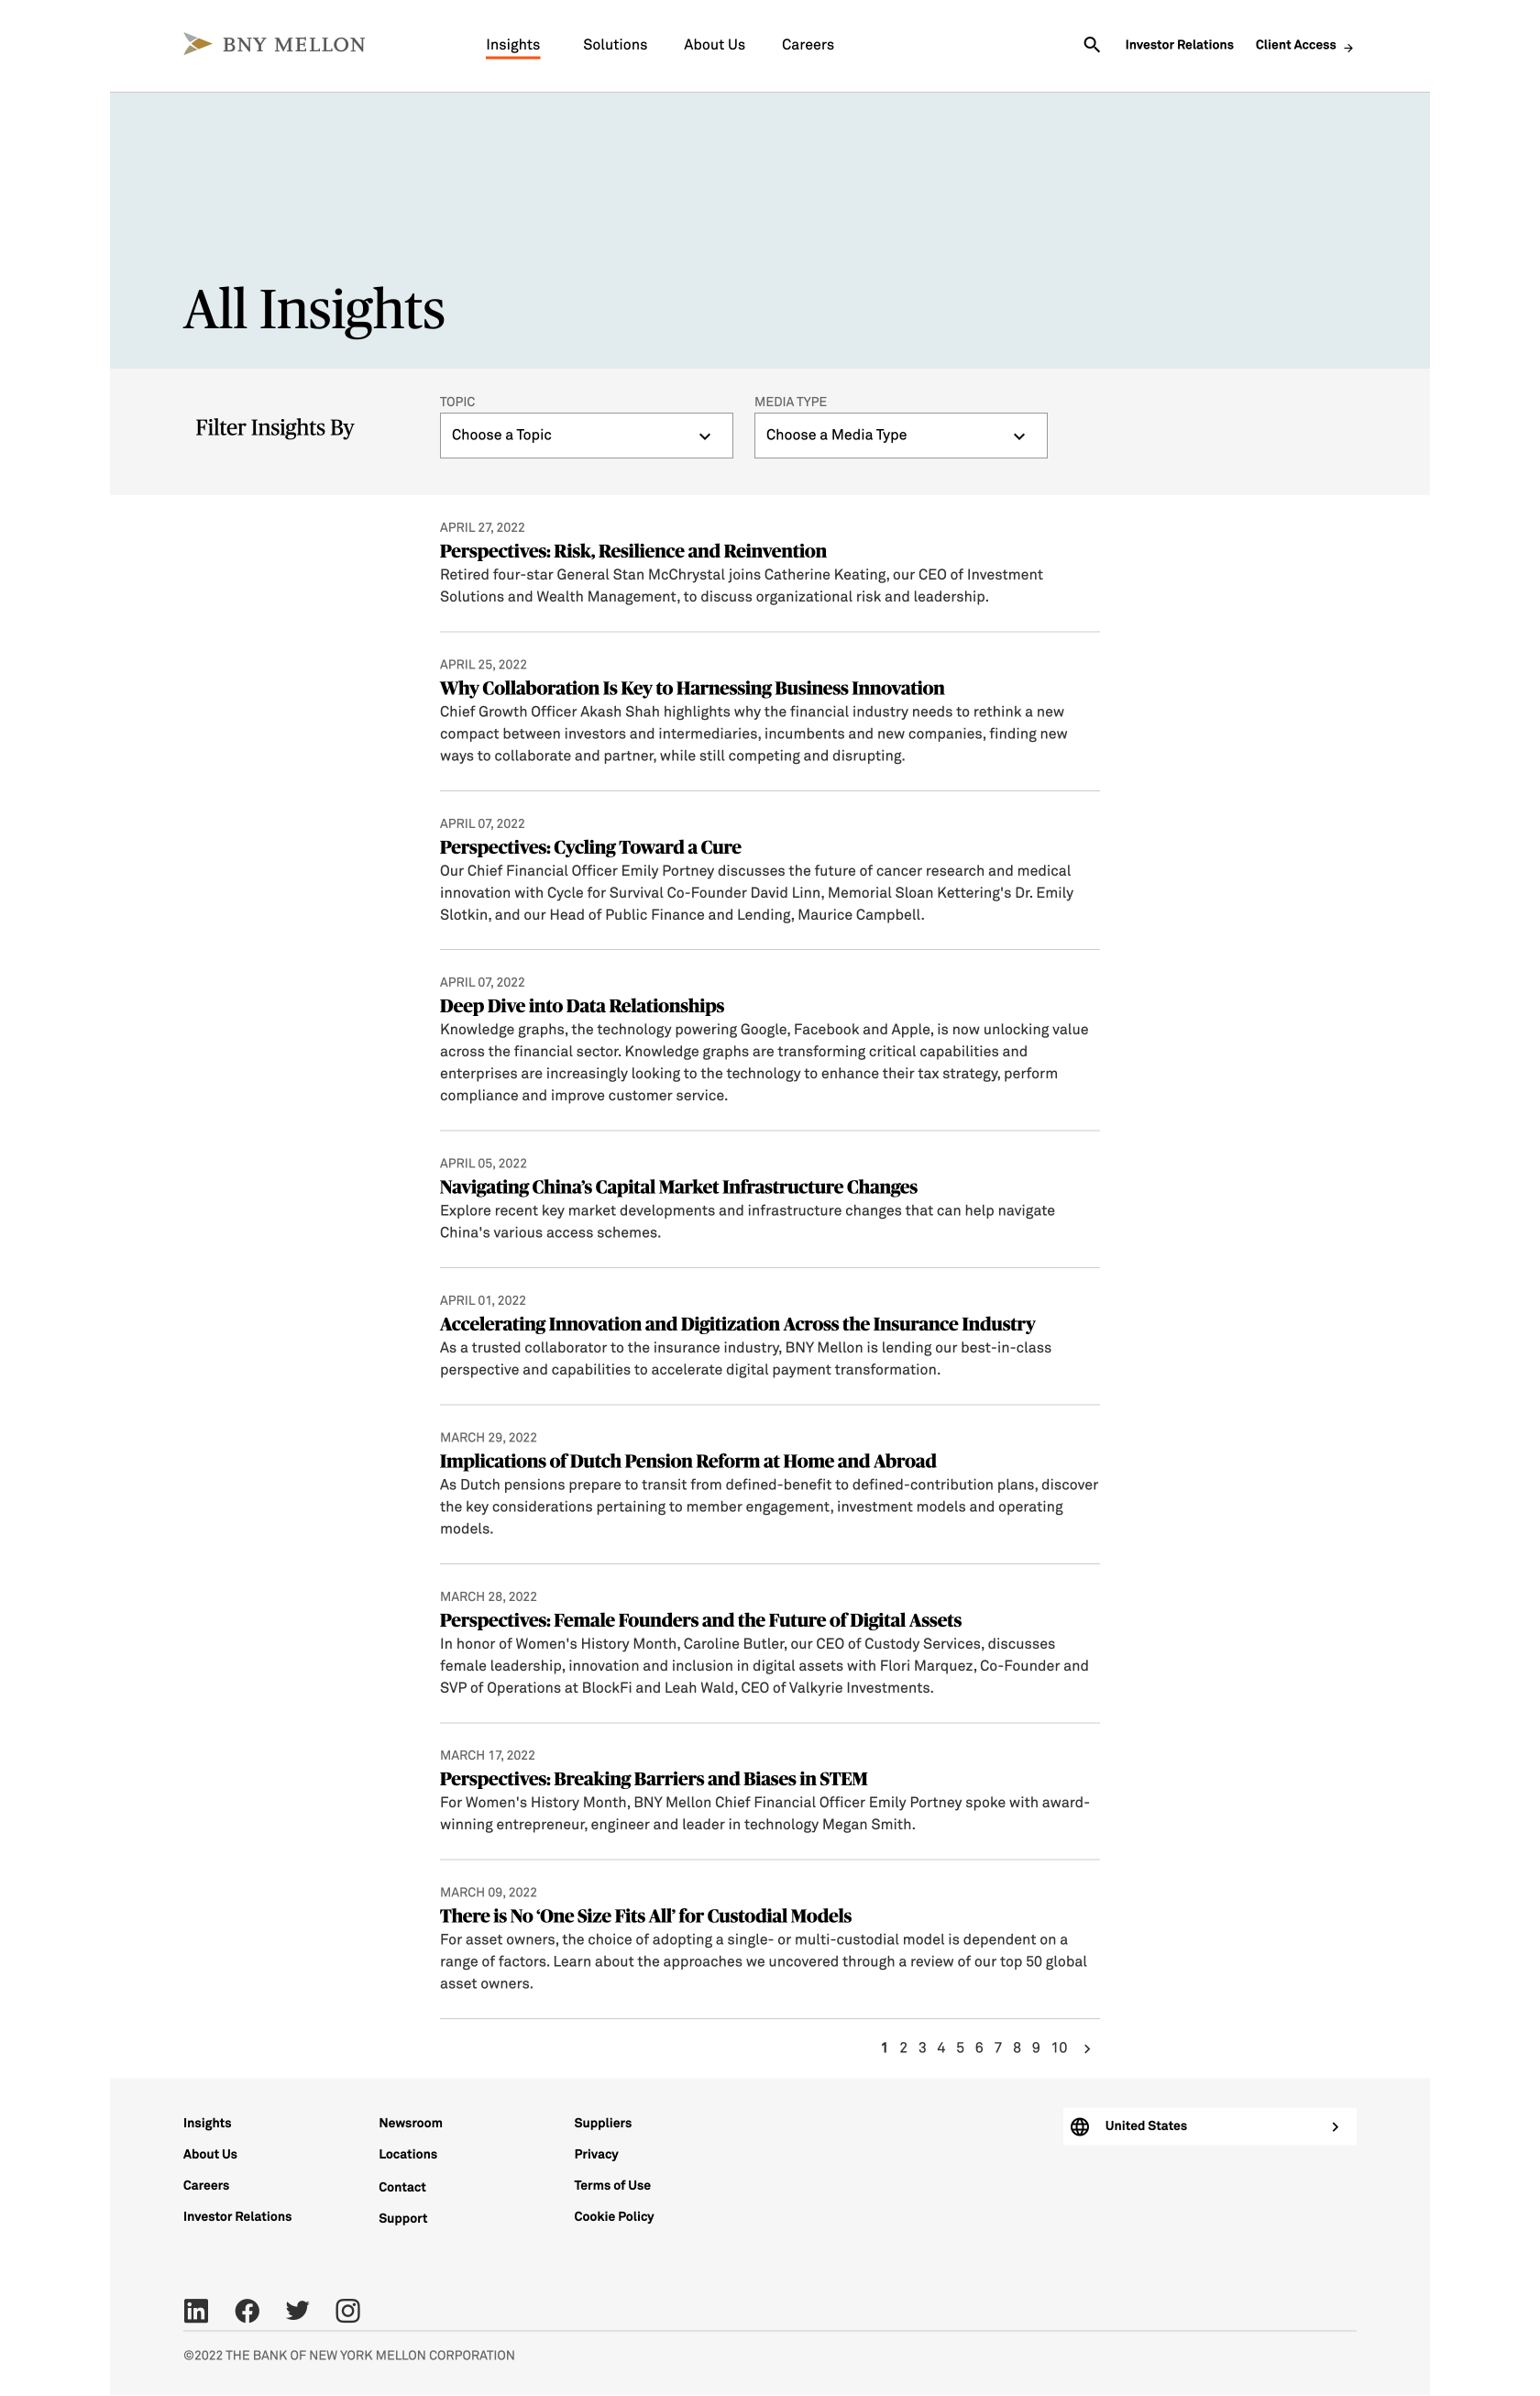 BNY MELLON
Insights
Solutions
About Us
Careers
Investor Relations
Client Access
All Insights
Filter Insights By
TOPIC
Choose a Topic
MEDIA TYPE
Choose a Media Type
APRIL 27, 2022
Perspectives: Risk, Resilience and Reinvention
Retired four-star General Stan McChrystal joins Catherine Keating, our CEO of Investment
Solutions and Wealth Management, to discuss organizational risk and leadership.
APRIL 25, 2022
Why Collaboration Is Key to Harnessing Business Innovation
Chief Growth Officer Akash Shah highlights why the financial industry needs to rethink a new
compact between investors and intermediaries, incumbents and new companies, finding new
ways to collaborate and partner, while still competing and disrupting.
APRIL 07, 2022
Perspectives: Cycling Toward a Cure
Our Chief Financial Officer Emily Portney discusses the future of cancer research and medical
innovation with Cycle for Survival Co-Founder David Linn, Memorial Sloan Kettering's Dr. Emily
Slotkin, and our Head of Public Finance and Lending, Maurice Campbell.
APRIL 07, 2022
Deep Dive into Data Relationships
Knowledge graphs, the technology powering Google, Facebook and Apple, is now unlocking value
across the financial sector. Knowledge graphs are transforming critical capabilities and
enterprises are increasingly looking to the technology to enhance their tax strategy, perform
compliance and improve customer service.
APRIL 05, 2022
Navigating China’s Capital Market Infrastructure Changes
Explore recent key market developments and infrastructure changes that can help navigate
China's various access schemes.
APRIL 01, 2022
Accelerating Innovation and Digitization Across the Insurance Industry
As a trusted collaborator to the insurance industry, BNY Mellon is lending our best-in-class
perspective and capabilities to accelerate digital payment transformation.
MARCH 29, 2022
Implications of Dutch Pension Reform at Home and Abroad
As Dutch pensions prepare to transit from defined-benefit to defined-contribution plans, discover
the key considerations pertaining to member engagement, investment models and operating
models.
MARCH 28, 2022
Perspectives: Female Founders and the Future of Digital Assets
In honor of Women's History Month, Caroline Butler, our CEO of Custody Services, discusses
female leadership, innovation and inclusion in digital assets with Flori Marquez, Co-Founder and
SVP of Operations at BlockFi and Leah Wald, CEO of Valkyrie Investments.
MARCH 17, 2022
Perspectives: Breaking Barriers and Biases in STEM
For Women's History Month, BNY Mellon Chief Financial Officer Emily Portney spoke with award-
winning entrepreneur, engineer and leader in technology Megan Smith.
MARCH 09, 2022
There is No ‘One Size Fits All’ for Custodial Models
For asset owners, the choice of adopting a single- or multi-custodial model is dependent on a
range of factors. Learn about the approaches we uncovered through a review of our top 50 global
asset owners.
1 2 3 4 5 6 7 8 9 10
Insights
About Us
Careers
Investor Relations
Newsroom
Locations
Contact
Support
Suppliers
Privacy
Terms of Use
Cookie Policy
United States
©2022 THE BANK OF NEW YORK MELLON CORPORATION